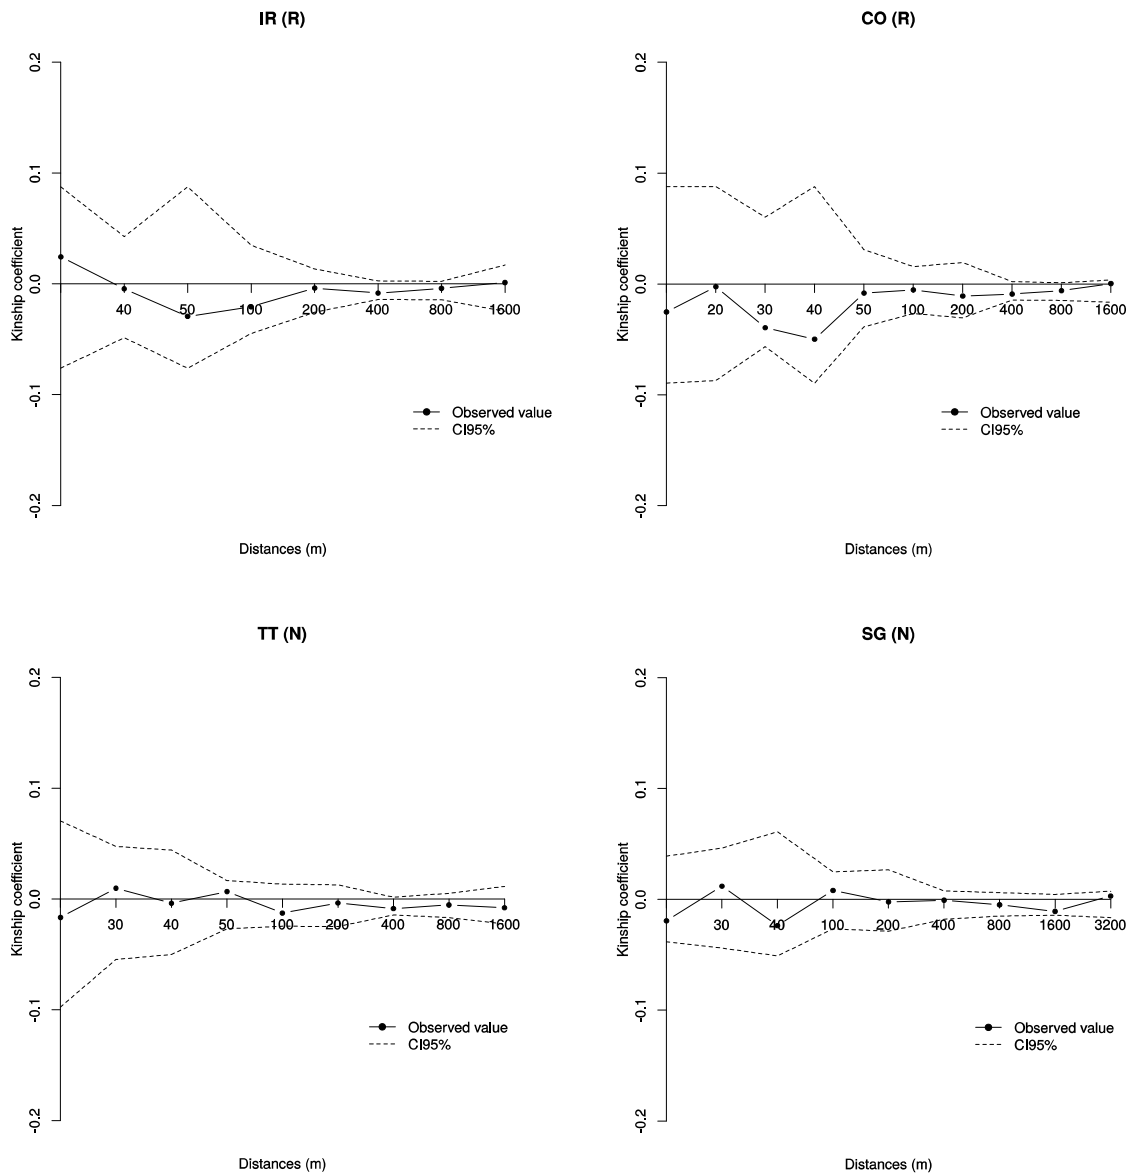 IR (R)
Kinship coefficient
0.2
0.1
0.0
-0.1
-0.2
40 50 100 200 400 800 1600
Observed value
CI95%
Distances (m)
CO (R)
Kinship coefficient
0.2
0.1
0.0
-0.1
-0.2
20 30 40 50 100 200 400 800 1600
Observed value
CI95%
Distances (m)
TT (N)
Kinship coefficient
0.2
0.1
0.0
-0.1
-0.2
30 40 50 100 200 400 800 1600
Observed value
CI95%
Distances (m)
SG (N)
Kinship coefficient
0.2
0.1
0.0
-0.1
-0.2
30 40 100 200 400 800 1600 3200
Observed value
CI95%
Distances (m)